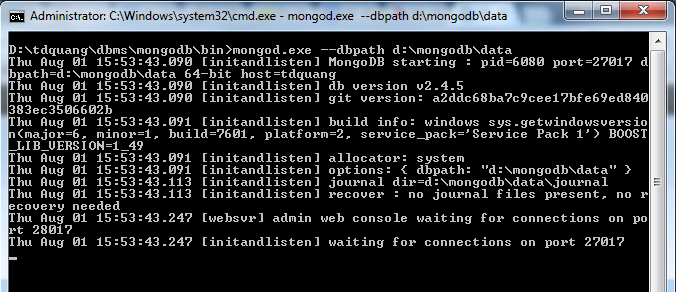 Administrator: C:\Windows\system32\cmd.exe - mongod.exe --dbpath d:\mongodb\data
D:\tdquang\dbms\mongodb\bin>mongod.exe --dbpath d:\mongodb\data
Thu Aug 01 15:53:43.090 [initandlisten] MongoDB starting : pid=6080 port=27017 d
bpath=d:\mongodb\data 64-bit host=tdquang
Thu Aug 01 15:53:43.090 [initandlisten] db version v2.4.5
Thu Aug 01 15:53:43.090 [initandlisten] git version: a2ddc68ba7c9cee17bfe69ed840
383ec3506602b
Thu Aug 01 15:53:43.091 [initandlisten] build info: windows sys.getwindowsversio
n(major=6, minor=1, build=7601, platform=2, service_pack='Service Pack 1') BOOST
_LIB_VERSION=1_49
Thu Aug 01 15:53:43.091 [initandlisten] allocator: system
Thu Aug 01 15:53:43.091 [initandlisten] options: { dbpath: "d:\mongodb\data" }
Thu Aug 01 15:53:43.113 [initandlisten] journal dir=d:\mongodb\data\journal
Thu Aug 01 15:53:43.113 [initandlisten] recover : no journal files present, no r
ecovery needed
Thu Aug 01 15:53:43.247 [websvr] admin web console waiting for connections on po
rt 28017
Thu Aug 01 15:53:43.247 [initandlisten] waiting for connections on port 27017